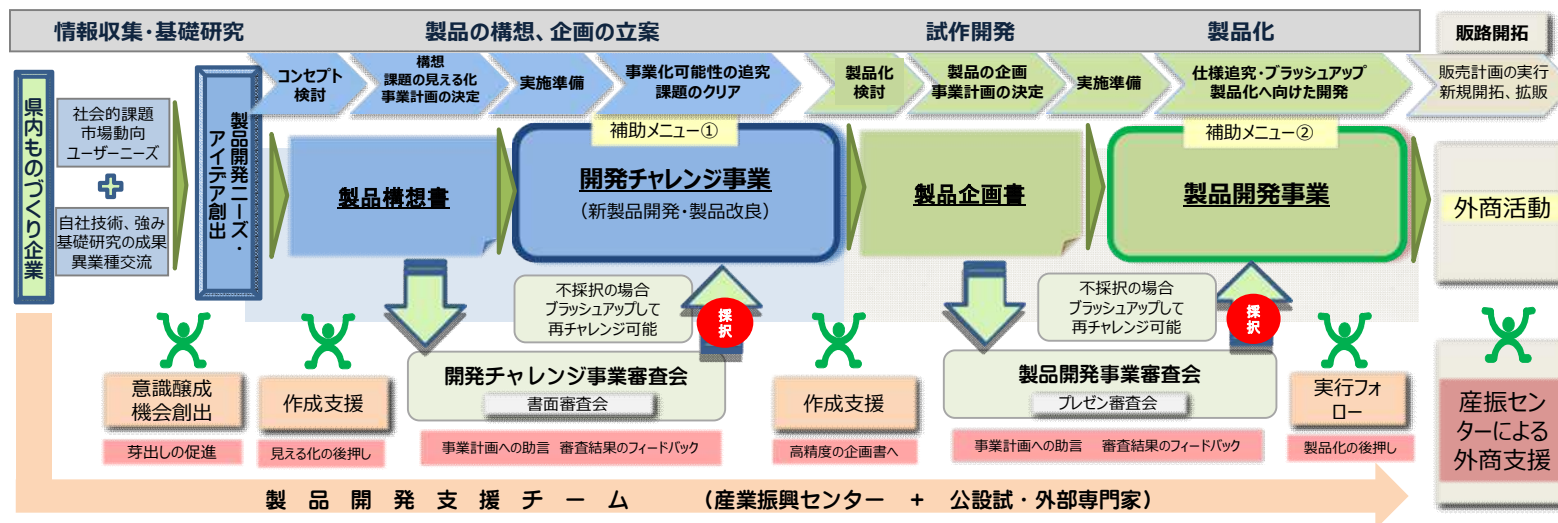 情報収集・基礎研究
製品の構想、企画の立案
試作開発
製品化
販路開拓
コンセプト
検討
構想
課題の見える化
事業計画の決定
実施準備
事業化可能性の追究
課題のクリア
製品化
検討
製品の企画
事業計画の決定
実施準備
仕様追究・ブラッシュアップ
製品化へ向けた開発
販売計画の実行
新規開拓、拡販
県内ものづくり企業
社会的課題
市場動向
ユーザーニーズ
自社技術、強み
基礎研究の成果
異業種交流
製品開発ニーズ・
アイデア創出
製品構想書
補助メニュー①
開発チャレンジ事業
（新製品開発・製品改良）
製品企画書
補助メニュー②
製品開発事業
外商活動
不採択の場合
ブラッシュアップして
再チャレンジ可能
採択
不採択の場合
ブラッシュアップして
再チャレンジ可能
採択
意識醸成
機会創出
芽出しの促進
作成支援
見える化の後押し
開発チャレンジ事業審査会
書面審査会
事業計画への助言　審査結果のフィードバック
作成支援
高精度の企画書へ
製品開発事業審査会
プレゼン審査会
事業計画への助言　審査結果のフィードバック
実行フォ
ロー
製品化の後押し
産振セン
ターによる
外商支援
製品開発支援チーム　（産業振興センター　+　公設試・外部専門家）